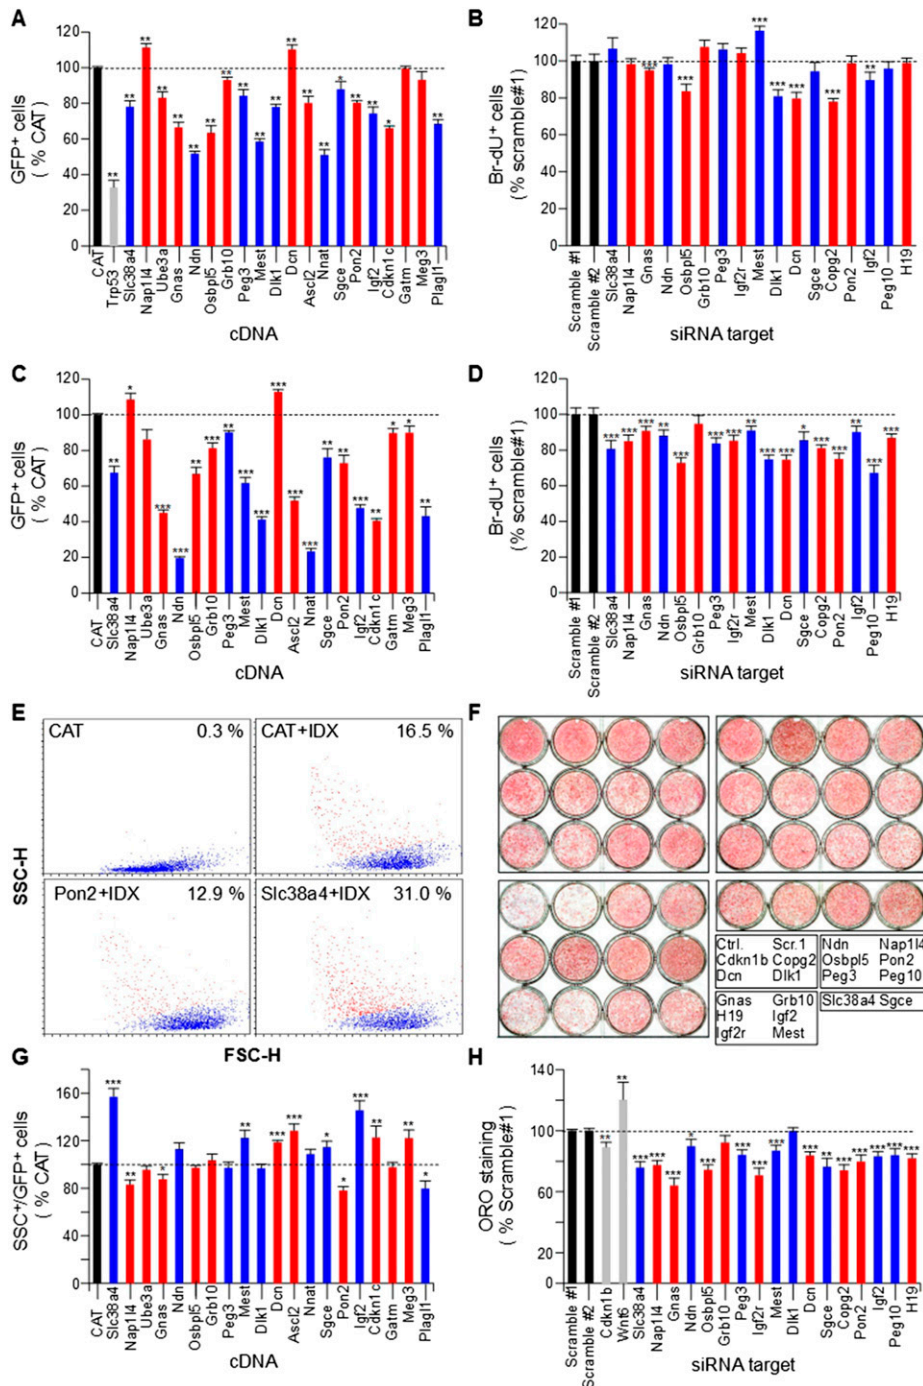 A
120
100
80
60
40
20
0
GFP+ cells
( % CAT)
** ** ** ** ** ** ** ** ** ** ** ** ** ** * ** ** * **
CAT
Trp53
Slc38a4
Nap1l4
Ube3a
Gnas
Ndn
Osbpl5
Grb10
Peg3
Mest
Dlk1
Dcn
Ascl2
Nnat
Sgce
Pon2
Igf2
Cdkn1c
Gatm
Meg3
Plagl1
cDNA
B
120
100
80
60
40
20
0
Br-dU+ cells
(% scramble#1)
*** ** *** *** *** *** **
Scramble #1
Scramble #2
Slc38a4
Nap1l4
Gnas
Ndn
Osbpl5
Grb10
Peg3
Igf2r
Mest
Dlk1
Dcn
Sgce
Copg2
Pon2
Igf2
Peg10
H19
siRNA target
C
120
100
80
60
40
20
0
GFP+ cells
( % CAT)
** * *** *** ** *** ** *** *** *** *** *** ** ** *** ** * * **
CAT
Slc38a4
Nap1l4
Ube3a
Gnas
Ndn
Osbpl5
Grb10
Peg3
Mest
Dlk1
Dcn
Ascl2
Nnat
Sgce
Pon2
Igf2
Cdkn1c
Gatm
Meg3
Plagl1
cDNA
D
120
100
80
60
40
20
0
Br-dU+ cells
(% scramble#1)
*** *** *** ** *** *** *** ** *** *** * *** *** ** *** ***
Scramble #1
Scramble #2
Slc38a4
Nap1l4
Gnas
Ndn
Osbpl5
Grb10
Peg3
Igf2r
Mest
Dlk1
Dcn
Sgce
Copg2
Pon2
Igf2
Peg10
H19
siRNA target
E
CAT 0.3 %
CAT+IDX 16.5 %
Pon2+IDX 12.9 %
Slc38a4+IDX 31.0 %
SSC-H
FSC-H
F
Ctrl. Scr.1
Cdkn1b Copg2
Dcn Dlk1
Ndn Nap1l4
Osbpl5 Pon2
Peg3 Peg10
Gnas Grb10
H19 Igf2
Igf2r Mest
Slc38a4 Sgce
G
160
120
100
80
40
0
SSC+/GFP+ cells
( % CAT)
*** ** * ** *** *** * * *** *** ** *
CAT
Slc38a4
Nap1l4
Ube3a
Gnas
Ndn
Osbpl5
Grb10
Peg3
Mest
Dlk1
Dcn
Ascl2
Nnat
Sgce
Pon2
Igf2
Cdkn1c
Gatm
Meg3
Plagl1
cDNA
H
140
120
100
80
60
40
0
ORO staining
( % Scramble#1)
** ** *** *** *** * *** *** *** *** *** ** *** *** *** *** ***
Scramble #1
Scramble #2
Cdkn1b
Wnt6
Slc38a4
Nap1l4
Gnas
Ndn
Osbpl5
Grb10
Peg3
Igf2r
Mest
Dlk1
Dcn
Sgce
Copg2
Pon2
Igf2
Peg10
H19
siRNA target